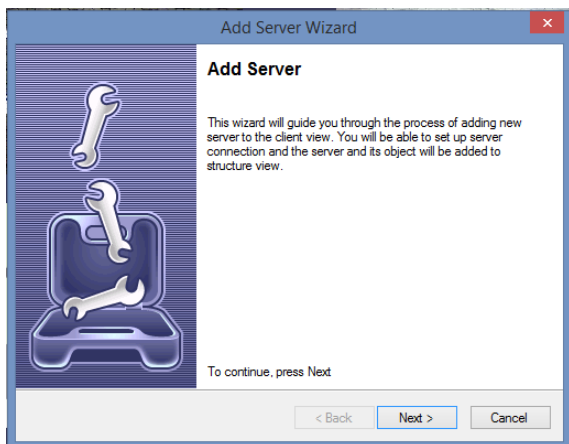 Add Server Wizard
Add Server
This wizard will guide you through the process of adding new
server to the client view. You will be able to set up server
connection and the server and its object will be added to
structure view.
To continue, press Next
< Back Next > Cancel